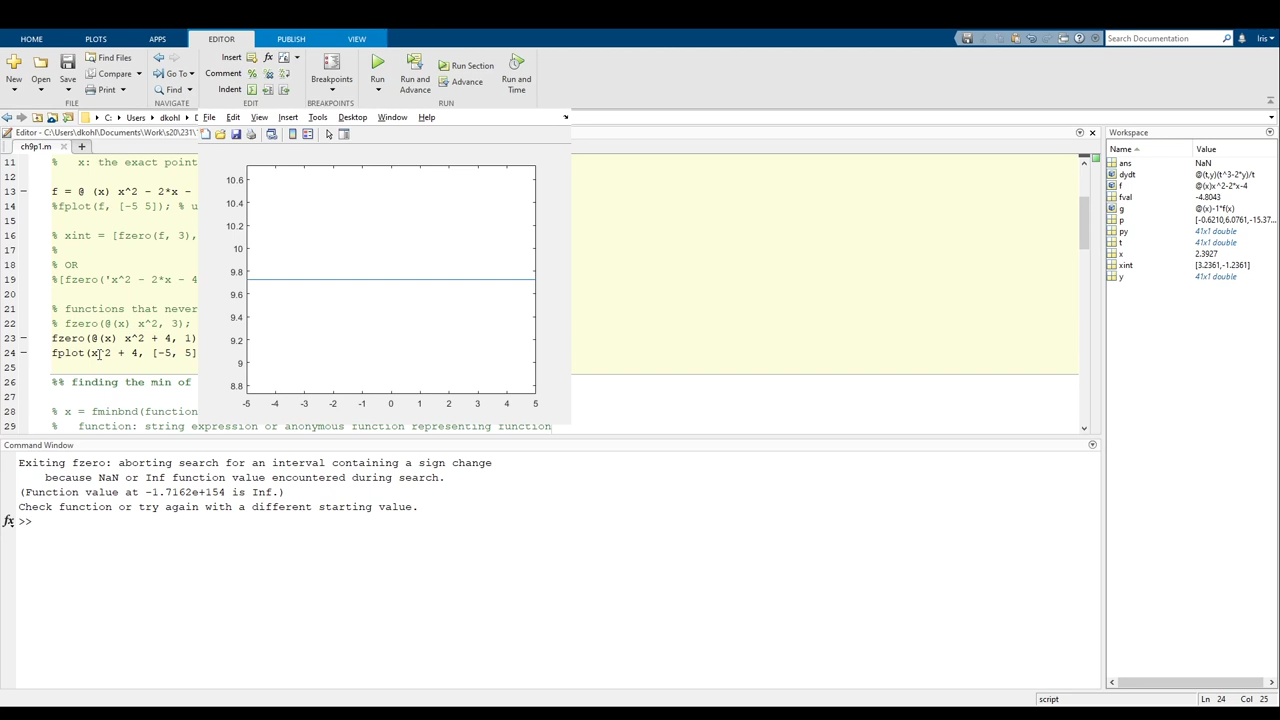 HOME PLOTS APPS EDITOR PUBLISH VIEW Search Documentation Iris
New Open Save Find Files Compare Print Go To Find Insert Comment Indent fx Breakpoints Run Run and Advance Run Section Advance Run and Time
FILE NAVIGATE EDIT BREAKPOINTS RUN
C: Users dkohl File Edit View Insert Tools Desktop Window Help
Editor - C:\Users\dkohl\Documents\Work\s20\231\
ch9p1.m
11 % x: the exact point
12
13 f = @ (x) x^2 - 2*x -
14 %fplot(f, [-5 5]); % u
15
16 % xint = [fzero(f, 3),
17 %
18 % OR
19 %[fzero('x^2 - 2*x - 4
20
21 % functions that never
22 % fzero(@(x) x^2, 3);
23 fzero(@(x) x^2 + 4, 1)
24 fplot(x^2 + 4, [-5, 5]
25
26 %% finding the min of
27
28 % x = fminbnd(function
29 % function: string expression or anonymous function representing function
10.6
10.4
10.2
10
9.8
9.6
9.4
9.2
9
8.8
-5 -4 -3 -2 -1 0 1 2 3 4 5
Workspace
Name Value
ans NaN
dydt @(t,y)(t^3-2*y)/t
f @(x)x^2-2*x-4
fval -4.8043
g @(x)-1*f(x)
p [-0.6210,6.0761,-15.37...
py 41x1 double
t 41x1 double
x 2.3927
xint [3.2361,-1.2361]
y 41x1 double
Command Window
Exiting fzero: aborting search for an interval containing a sign change
because NaN or Inf function value encountered during search.
(Function value at -1.7162e+154 is Inf.)
Check function or try again with a different starting value.
fx >>
script Ln 24 Col 25